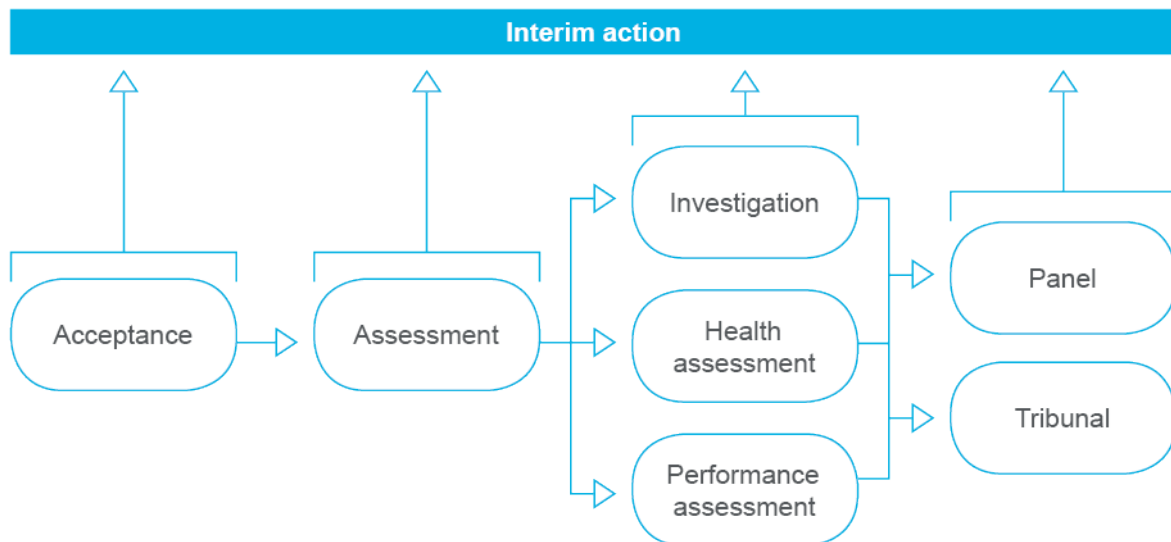 Interim action
Acceptance
Assessment
Investigation
Health
assessment
Performance
assessment
Panel
Tribunal